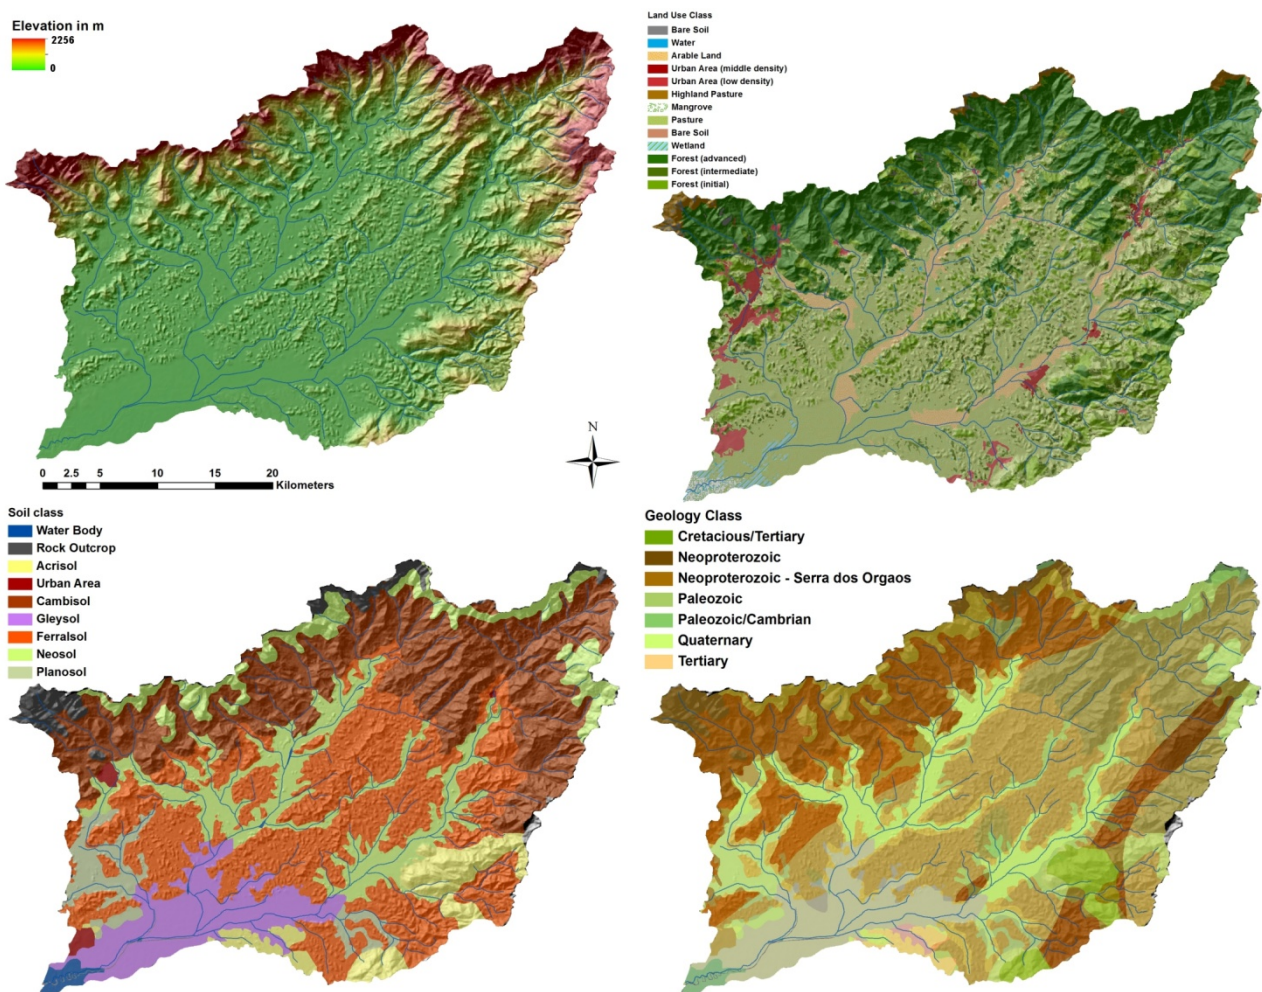 Elevation in m
2256
0
N
0 2.5 5 10 15 20
Kilometers
Land Use Class
Bare Soil
Water
Arable Land
Urban Area (middle density)
Urban Area (low density)
Highland Pasture
Mangrove
Pasture
Bare Soil
Wetland
Forest (advanced)
Forest (intermediate)
Forest (initial)
Soil class
Water Body
Rock Outcrop
Acrisol
Urban Area
Cambisol
Gleysol
Ferralsol
Neosol
Planosol
Geology Class
Cretacious/Tertiary
Neoproterozoic
Neoproterozoic - Serra dos Orgaos
Paleozoic
Paleozoic/Cambrian
Quaternary
Tertiary